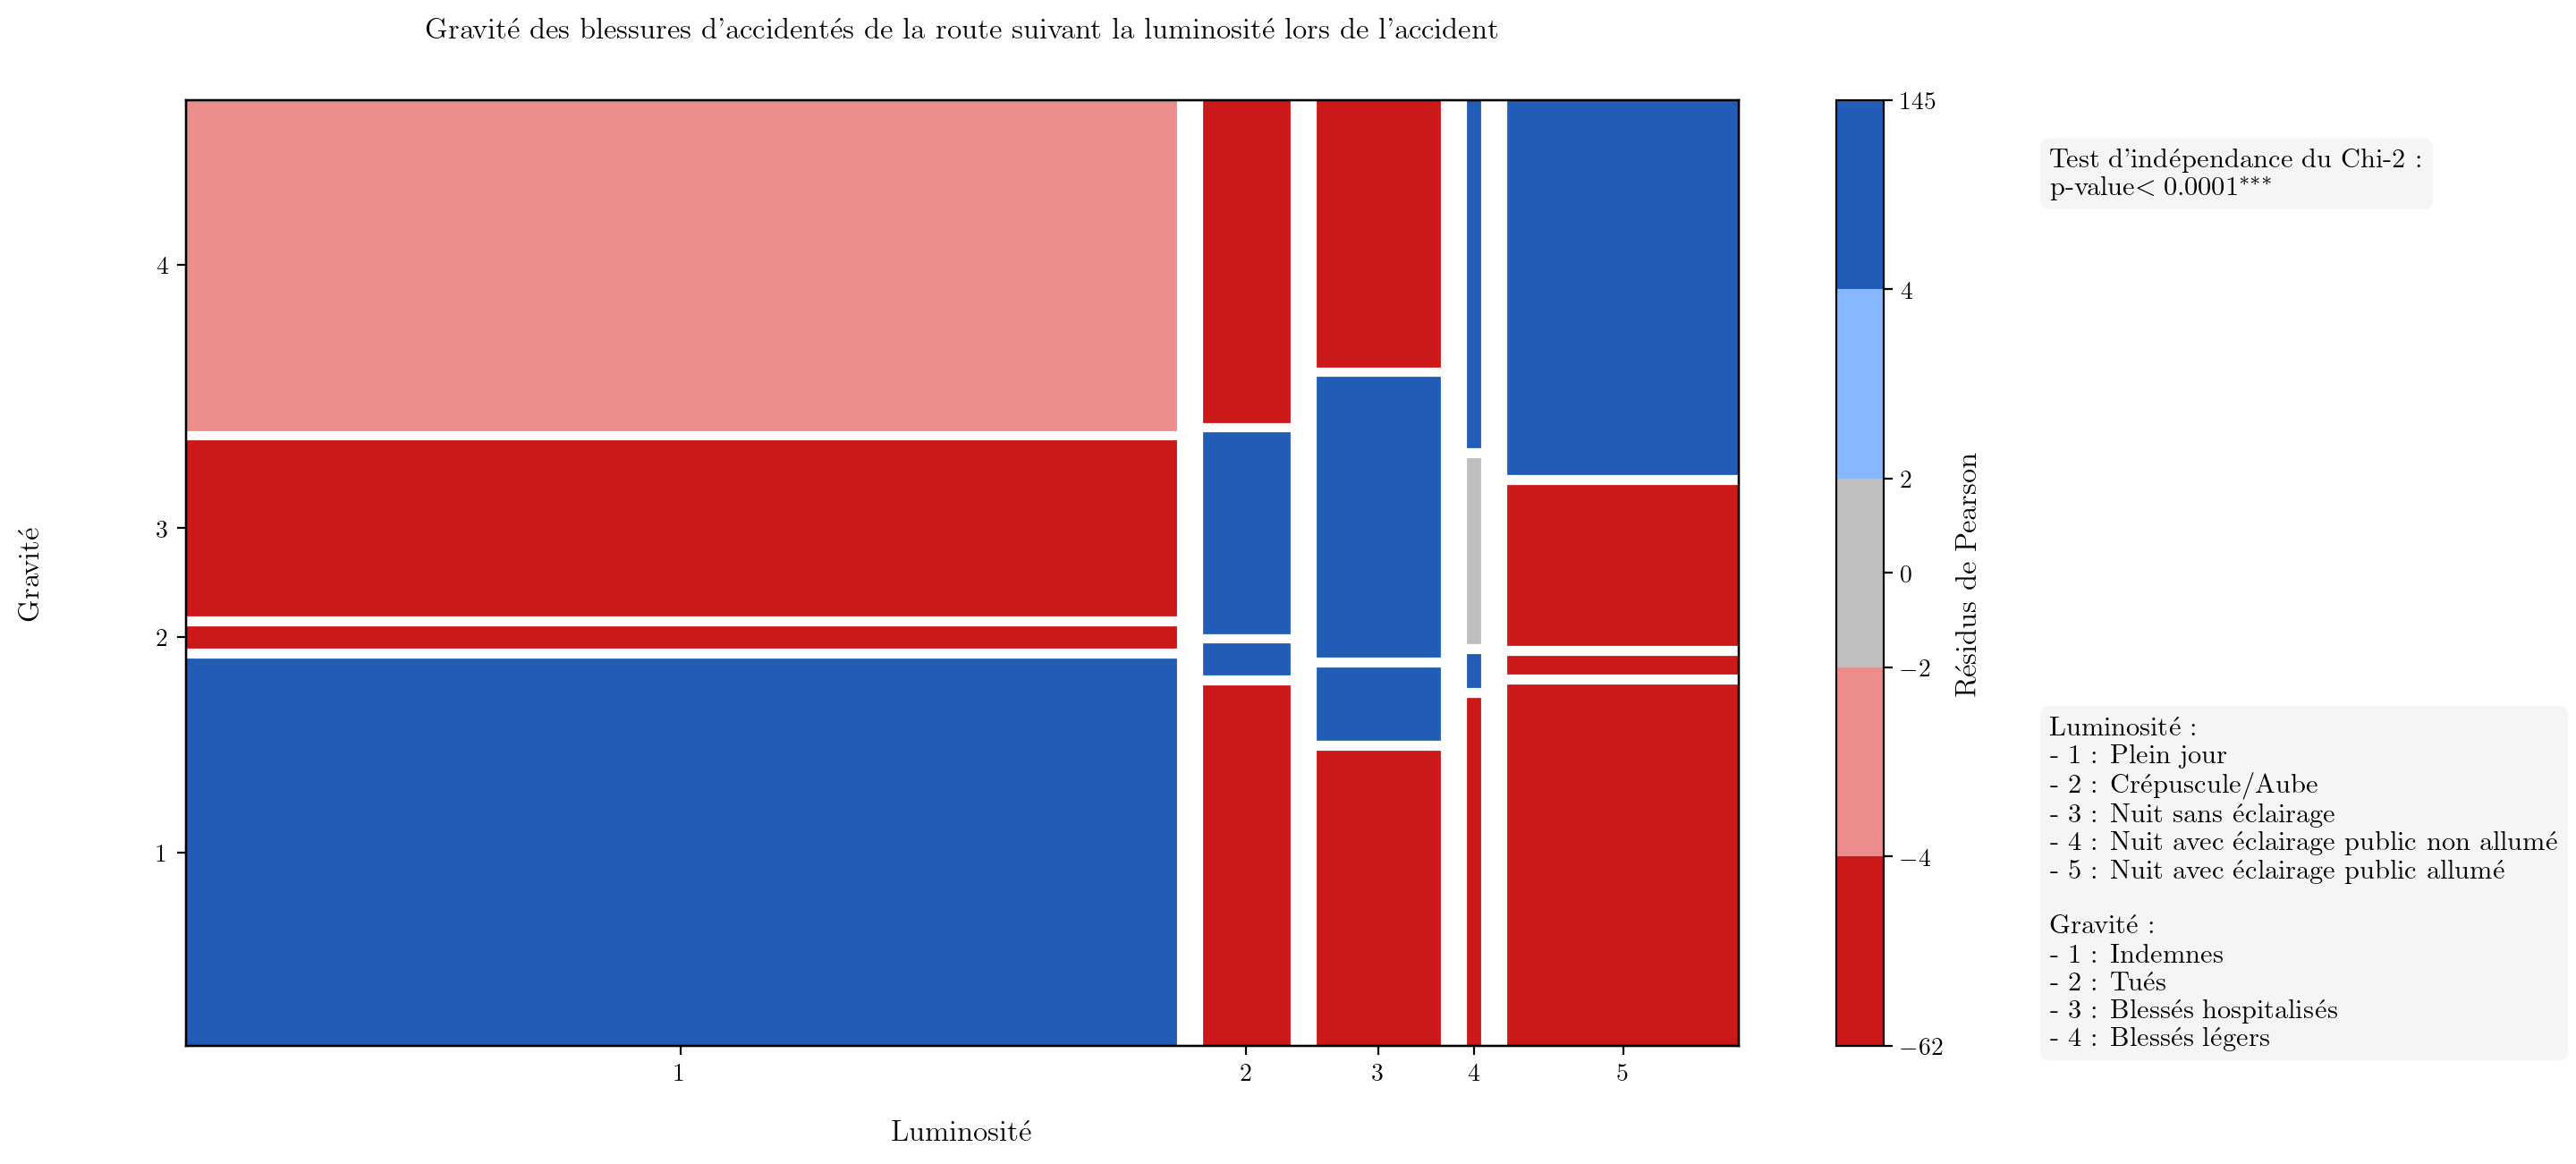 Gravité des blessures d'accidentés de la route suivant la luminosité lors de l'accident
Gravité
4
3
2
1
1
2
3
4
5
Luminosité
145
4
2
0
−2
−4
−62
Résidus de Pearson
Test d'indépendance du Chi-2 :
p-value< 0.0001***
Luminosité :
- 1 : Plein jour
- 2 : Crépuscule/Aube
- 3 : Nuit sans éclairage
- 4 : Nuit avec éclairage public non allumé
- 5 : Nuit avec éclairage public allumé
Gravité :
- 1 : Indemnes
- 2 : Tués
- 3 : Blessés hospitalisés
- 4 : Blessés légers